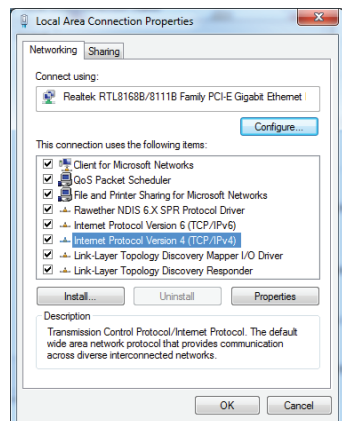 Local Area Connection Properties
Networking
Sharing
Connect using:
Realtek RTL8168B/8111B Family PCI-E Gigabit Ethernet
Configure...
This connection uses the following items:
Client for Microsoft Networks
QoS Packet Scheduler
File and Printer Sharing for Microsoft Networks
Rawether NDIS 6.X SPR Protocol Driver
Internet Protocol Version 6 (TCP/IPv6)
Internet Protocol Version 4 (TCP/IPv4)
Link-Layer Topology Discovery Mapper I/O Driver
Link-Layer Topology Discovery Responder
Install...
Uninstall
Properties
Description
Transmission Control Protocol/Internet Protocol. The default
wide area network protocol that provides communication
across diverse interconnected networks.
OK
Cancel